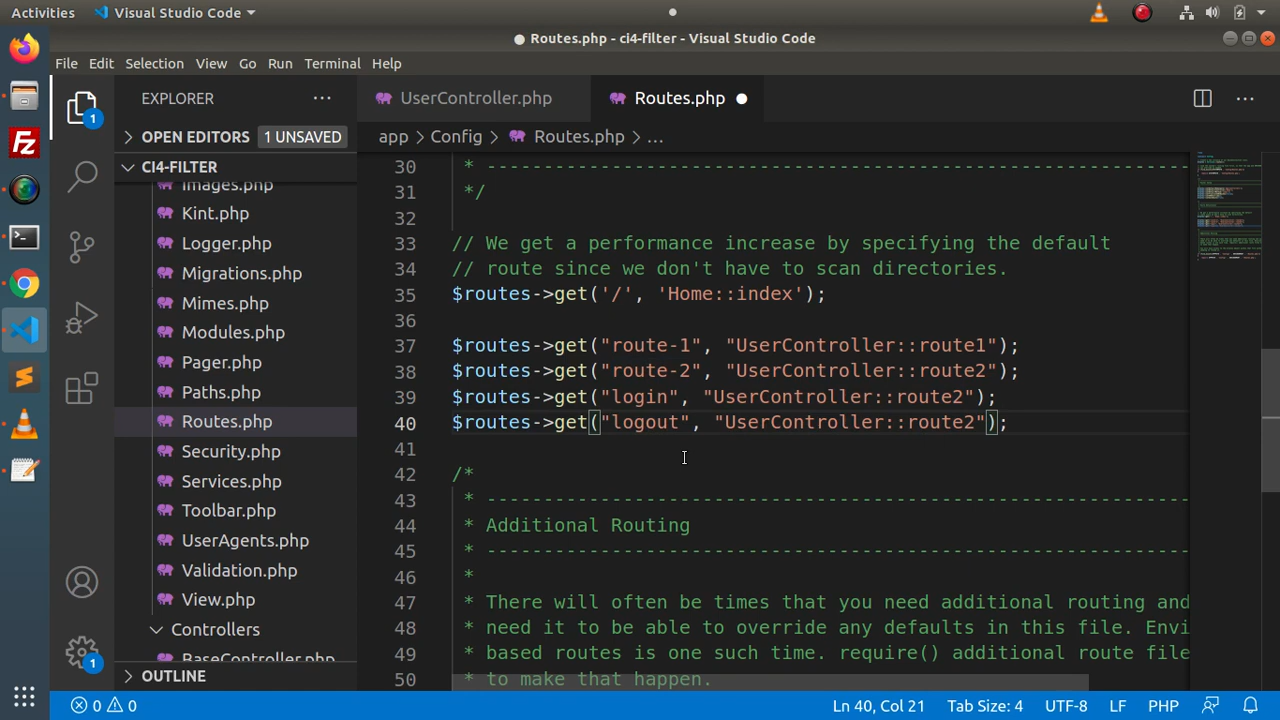 Activities Visual Studio Code
● Routes.php - ci4-filter - Visual Studio Code
File Edit Selection View Go Run Terminal Help
EXPLORER ··· UserController.php Routes.php ●
OPEN EDITORS 1 UNSAVED
app > Config > Routes.php > ...
CI4-FILTER
Images.php
Kint.php
Logger.php
Migrations.php
Mimes.php
Modules.php
Pager.php
Paths.php
Routes.php
Security.php
Services.php
Toolbar.php
UserAgents.php
Validation.php
View.php
Controllers
BaseController.php
OUTLINE
30 * ---------------------------------------------------------------
31 */
32
33 // We get a performance increase by specifying the default
34 // route since we don't have to scan directories.
35 $routes->get('/', 'Home::index');
36
37 $routes->get("route-1", "UserController::route1");
38 $routes->get("route-2", "UserController::route2");
39 $routes->get("login", "UserController::route2");
40 $routes->get("logout", "UserController::route2");
41
42 /*
43 * ---------------------------------------------------------------
44 * Additional Routing
45 * ---------------------------------------------------------------
46 *
47 * There will often be times that you need additional routing and
48 * need it to be able to override any defaults in this file. Envi
49 * based routes is one such time. require() additional route file
50 * to make that happen.
1
1
Fz
0 0 Ln 40, Col 21 Tab Size: 4 UTF-8 LF PHP